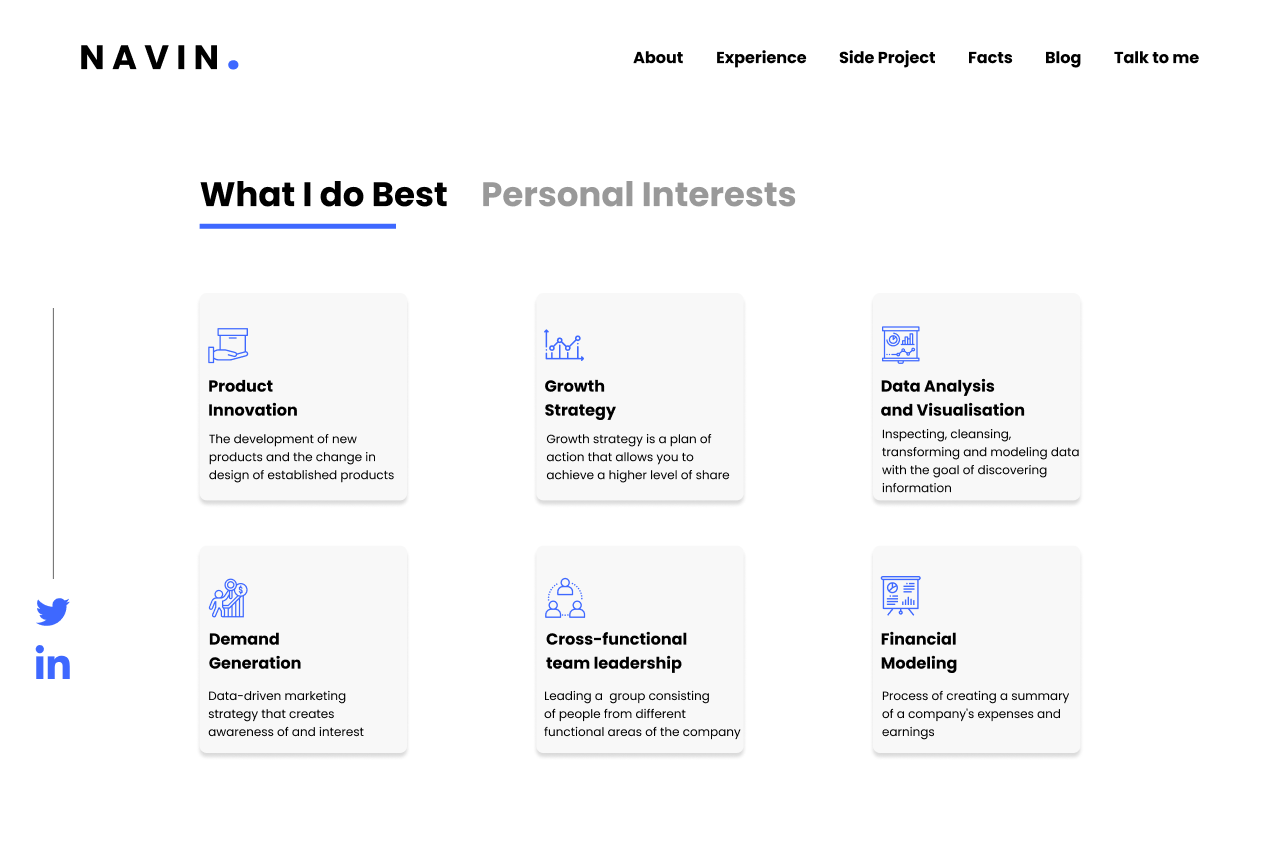 NAVIN.
About Experience Side Project Facts Blog Talk to me
What I do Best Personal Interests
Product
Innovation
The development of new
products and the change in
design of established products
Growth
Strategy
Growth strategy is a plan of
action that allows you to
achieve a higher level of share
Data Analysis
and Visualisation
Inspecting, cleansing,
transforming and modeling data
with the goal of discovering
information
Demand
Generation
Data-driven marketing
strategy that creates
awareness of and interest
Cross-functional
team leadership
Leading a  group consisting
of people from different
functional areas of the company
Financial
Modeling
Process of creating a summary
of a company's expenses and
earnings
in